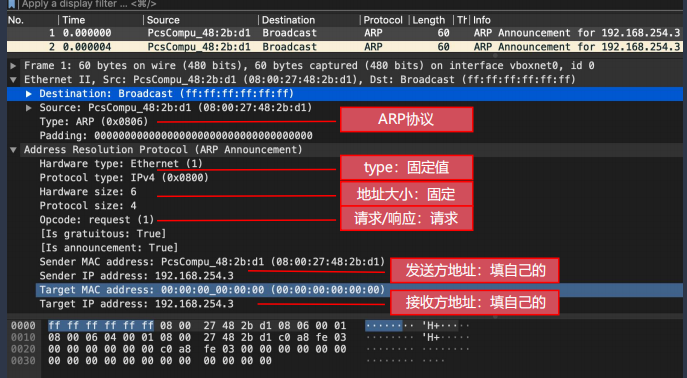 Apply a display filter ... <⌘/>
No. Time Source Destination Protocol Length Info
1 0.000000 PcsCompu_48:2b:d1 Broadcast ARP 60 ARP Announcement for 192.168.254.3
2 0.000004 PcsCompu_48:2b:d1 Broadcast ARP 60 ARP Announcement for 192.168.254.3
Frame 1: 60 bytes on wire (480 bits), 60 bytes captured (480 bits) on interface vboxnet0, id 0
Ethernet II, Src: PcsCompu_48:2b:d1 (08:00:27:48:2b:d1), Dst: Broadcast (ff:ff:ff:ff:ff:ff)
Destination: Broadcast (ff:ff:ff:ff:ff:ff)
Source: PcsCompu_48:2b:d1 (08:00:27:48:2b:d1)
Type: ARP (0x0806)
ARP协议
Padding: 000000000000000000000000000000000000
Address Resolution Protocol (ARP Announcement)
Hardware type: Ethernet (1)
type：固定值
Protocol type: IPv4 (0x0800)
Hardware size: 6
地址大小：固定
Protocol size: 4
Opcode: request (1)
请求/响应：请求
[Is gratuitous: True]
[Is announcement: True]
Sender MAC address: PcsCompu_48:2b:d1 (08:00:27:48:2b:d1)
发送方地址：填自己的
Sender IP address: 192.168.254.3
Target MAC address: 00:00:00_00:00:00 (00:00:00:00:00:00)
接收方地址：填自己的
Target IP address: 192.168.254.3
0000 ff ff ff ff ff ff 08 00 27 48 2b d1 08 06 00 01 ········ 'H+·····
0010 08 00 06 04 00 01 08 00 27 48 2b d1 c0 a8 fe 03 ········ 'H+·····
0020 00 00 00 00 00 00 c0 a8 fe 03 00 00 00 00 00 00 ········ ········
0030 00 00 00 00 00 00 00 00 00 00 00 00 ········ ····